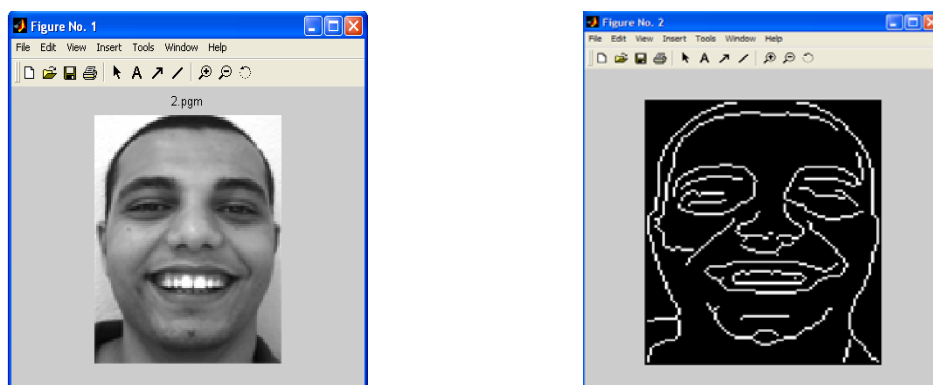 Figure No. 1
File Edit View Insert Tools Window Help
2.pgm
Figure No. 2
File Edit View Insert Tools Window Help